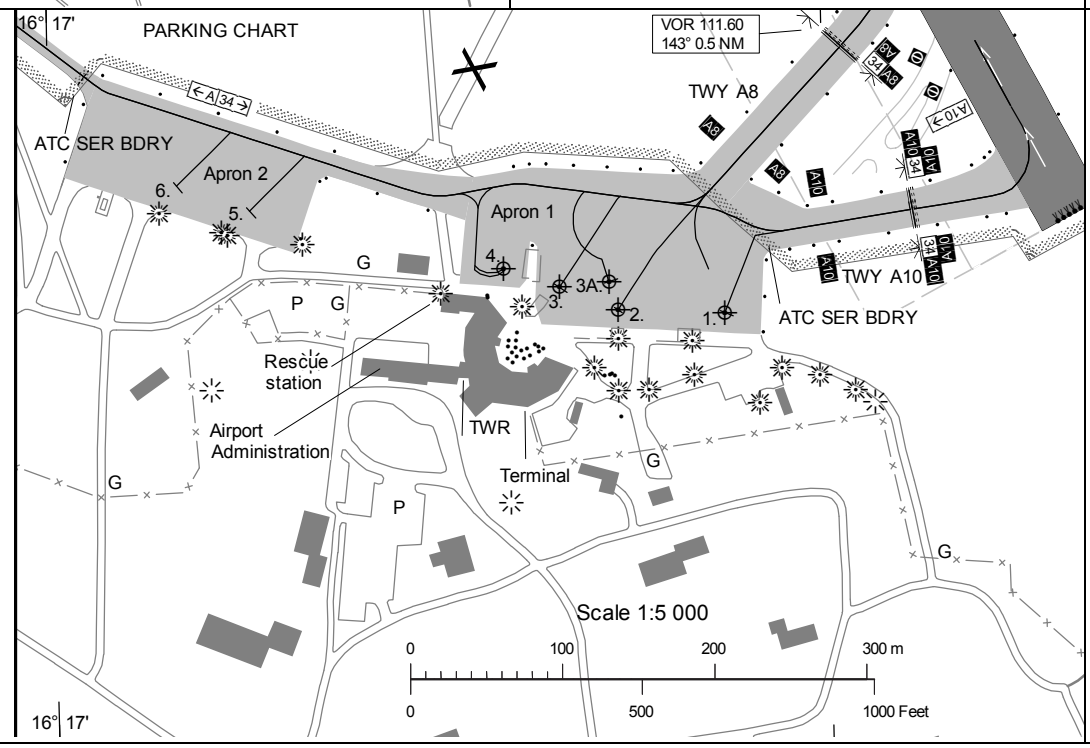 16° 17'
PARKING CHART
VOR 111.60
143° 0.5 NM
A8
34 A8
TWY A8
← A 34 →
A10 →
ATC SER BDRY
A8
A10 34
A10
Apron 2
A8
A10
6.
5.
Apron 1
4.
G
A10
34
A10
A10
TWY A10
3.
3A.
2.
1.
ATC SER BDRY
P
G
Rescue
station
Airport
Administration
TWR
Terminal
G
G
P
G
Scale 1:5 000
0
100
200
300 m
0
500
1000 Feet
16° 17'